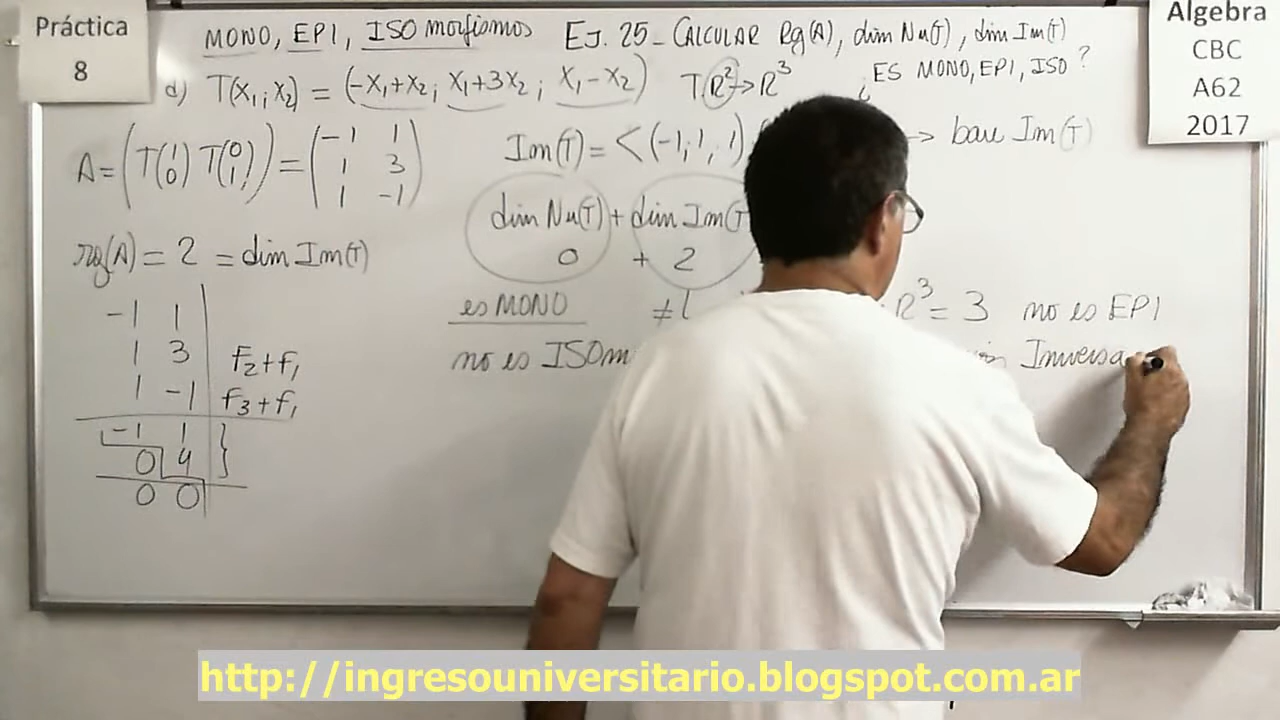 Práctica
8
MONO, EPI, ISO morfismos EJ. 25_ CALCULAR Rg(A), dim Nu(T), dim Im(T)
¿ES MONO, EPI, ISO?
d) T(x₁; x₂) = (-x₁+x₂; x₁+3x₂; x₁-x₂) T: R²→R³
Algebra
CBC
A62
2017
A = (T(1 0) T(0 1)) = (-1 1
1 3
1 -1)
rg(A) = 2 = dim Im(T)
-1 1
1 3 F₂+f₁
1 -1 f₃+f₁
-1 1
0 4 }
0 0
Im(T) = <(-1, 1, 1) → base Im(T)
dim Nu(T) + dim Im(T
0 + 2
es MONO ≠ R³ = 3 no es EPI
no es ISOm Inversa
http://ingresouniversitario.blogspot.com.ar